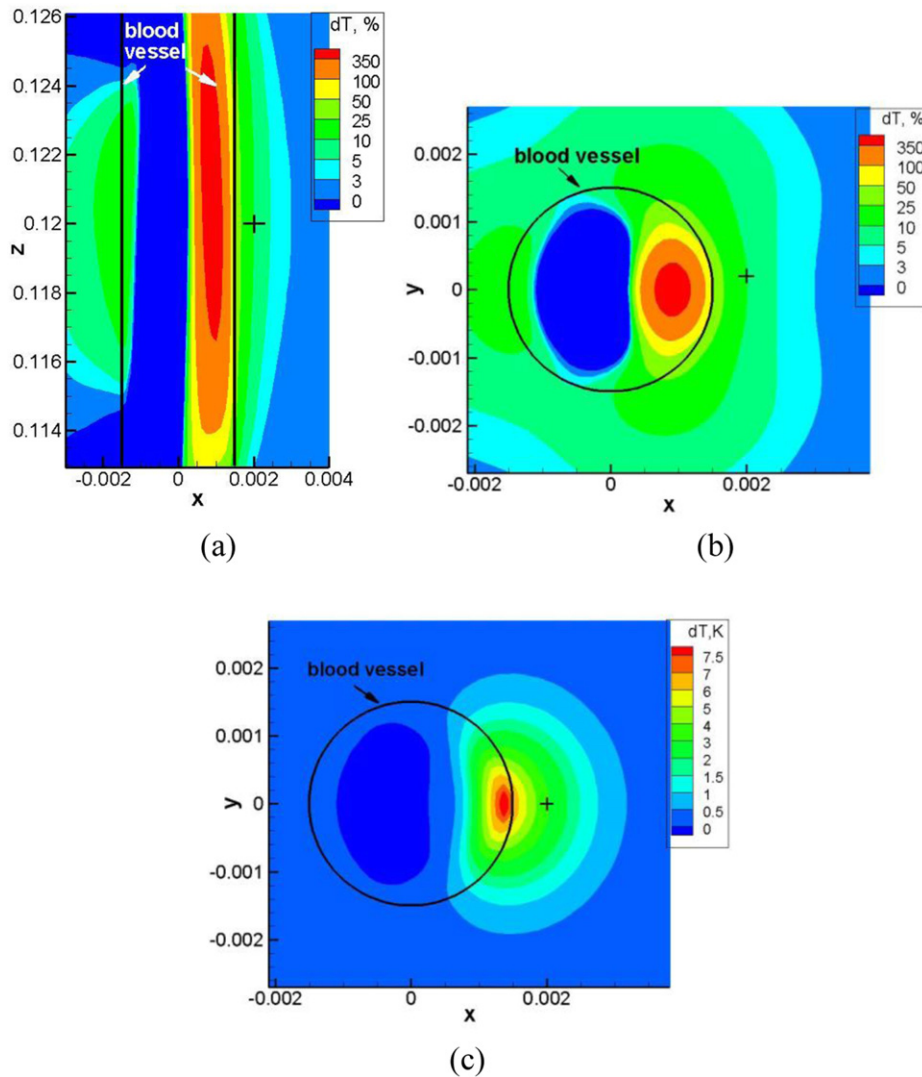 0.126
0.124
0.122
0.12
0.118
0.116
0.114
z
blood
vessel
dT, %
350
100
50
25
10
5
3
0
-0.002 0 0.002 0.004
x
(a)
0.002
0.001
0
-0.001
-0.002
y
blood vessel
dT, %
350
100
50
25
10
5
3
0
-0.002 0 0.002
x
(b)
0.002
0.001
0
-0.001
-0.002
y
blood vessel
dT,K
7.5
7
6
5
4
3
2
1.5
1
0.5
0
-0.002 0 0.002
x
(c)